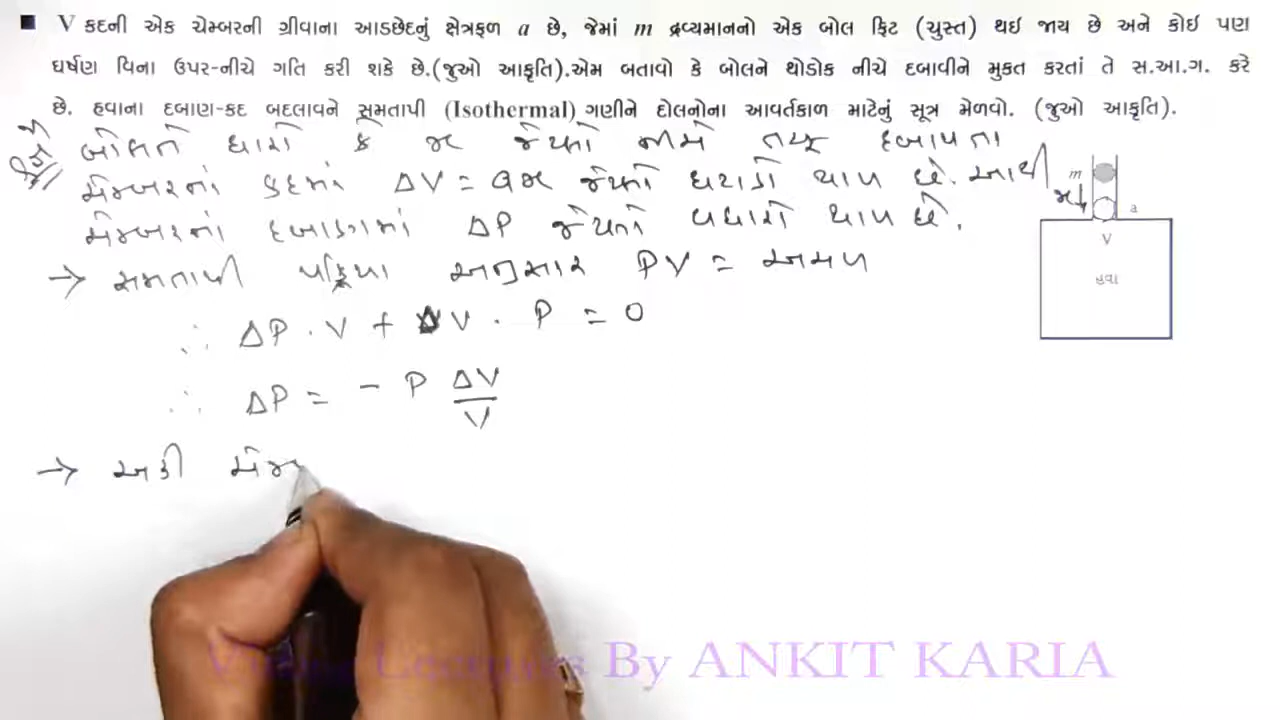 ■ V કદની એક ચેમ્બરની ગ્રીવાના આડછેદનું ક્ષેત્રફળ a છે, જેમાં m દ્રવ્યમાનનો એક બોલ ફિટ (ચુસ્ત) થઈ જાય છે અને કોઈ પણ
ઘર્ષણ વિના ઉપર-નીચે ગતિ કરી શકે છે.(જુઓ આકૃતિ).એમ બતાવો કે બોલને થોડોક નીચે દબાવીને મુક્ત કરતાં તે સ.આ.ગ. કરે
છે. હવાના દબાણ-કદ બદલાવને સમતાપી (Isothermal) ગણીને દોલનોના આવર્તકાળ માટેનું સૂત્ર મેળવો. (જુઓ આકૃતિ).
બોલને ધારો કે x જેટલો નીચે તરફ દબાવતા
ચેમ્બરનાં કદમાં ΔV = ax જેટલો ઘટાડો થાય છે. આથી
ચેમ્બરનાં દબાણમાં ΔP જેટલો વધારો થાય છે.
m
x
a
V
હવા
→ સમતાપી પ્રક્રિયા અનુસાર PV = અચળ
∴ ΔP . V + ΔV . P = 0
∴ ΔP = - P ΔV/V
→ અહી ચેમ્
Video Lectures By ANKIT KARIA